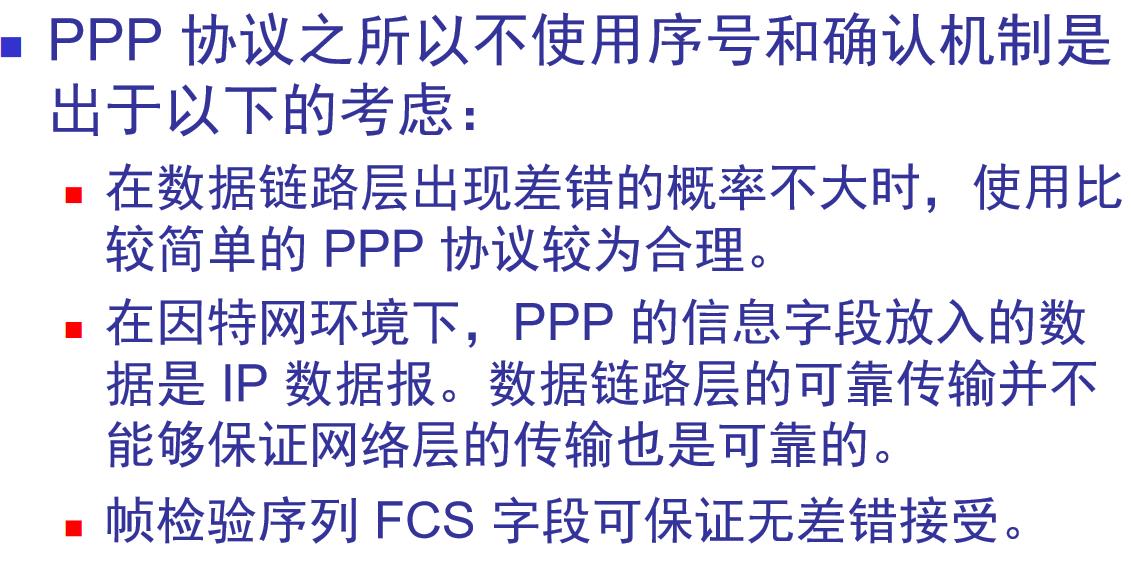 PPP 协议之所以不使用序号和确认机制是
出于以下的考虑：
在数据链路层出现差错的概率不大时，使用比
较简单的 PPP 协议较为合理。
在因特网环境下，PPP 的信息字段放入的数
据是 IP 数据报。数据链路层的可靠传输并不
能够保证网络层的传输也是可靠的。
帧检验序列 FCS 字段可保证无差错接受。